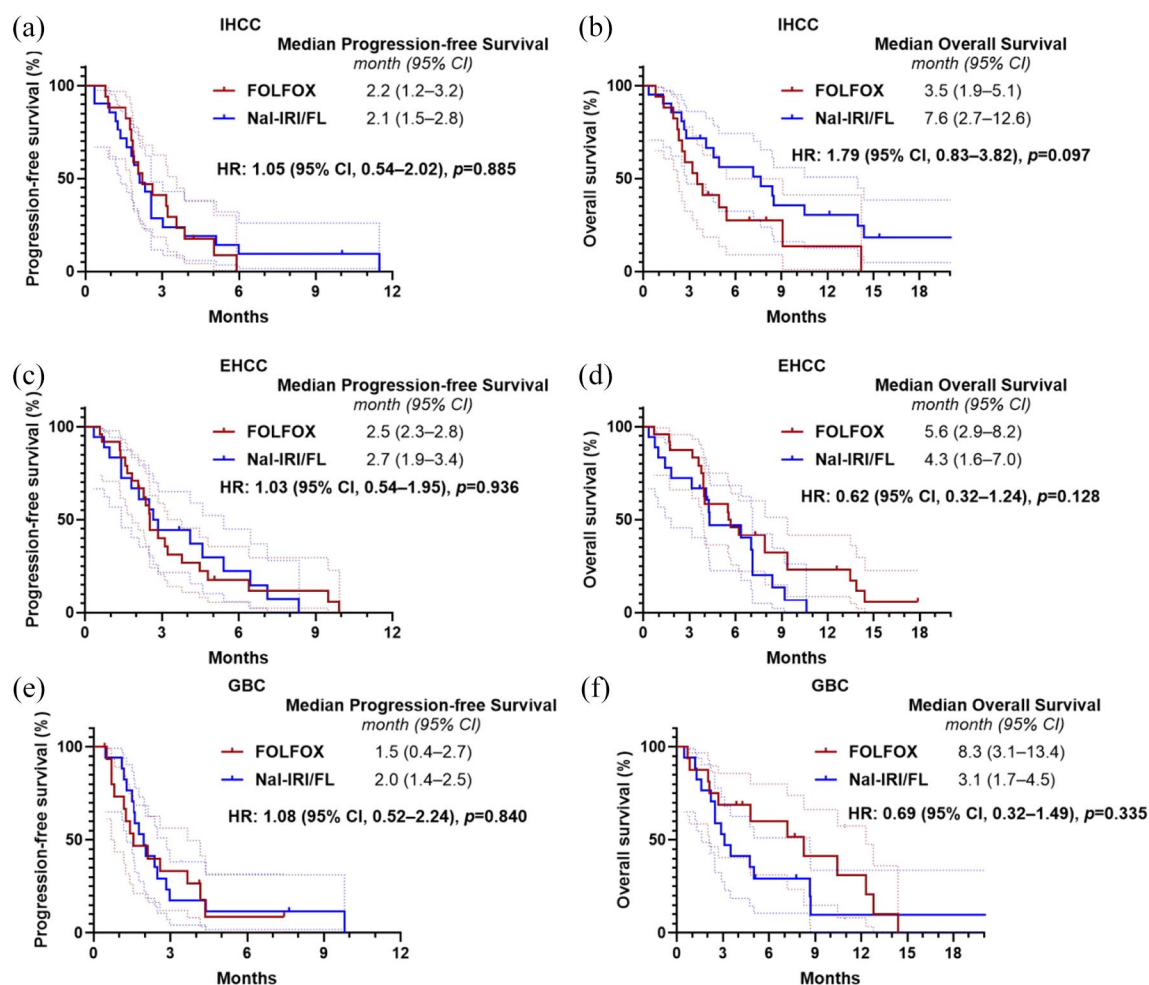 (a)
IHCC
Median Progression-free Survival
month (95% CI)
FOLFOX 2.2 (1.2–3.2)
Nal-IRI/FL 2.1 (1.5–2.8)
HR: 1.05 (95% CI, 0.54–2.02), p=0.885
Progression-free survival (%)
100
50
0
0 3 6 9 12
Months
(b)
IHCC
Median Overall Survival
month (95% CI)
FOLFOX 3.5 (1.9–5.1)
Nal-IRI/FL 7.6 (2.7–12.6)
HR: 1.79 (95% CI, 0.83–3.82), p=0.097
Overall survival (%)
100
50
0
0 3 6 9 12 15 18
Months
(c)
EHCC
Median Progression-free Survival
month (95% CI)
FOLFOX 2.5 (2.3–2.8)
Nal-IRI/FL 2.7 (1.9–3.4)
HR: 1.03 (95% CI, 0.54–1.95), p=0.936
Progression-free survival (%)
100
50
0
0 3 6 9 12
Months
(d)
EHCC
Median Overall Survival
month (95% CI)
FOLFOX 5.6 (2.9–8.2)
Nal-IRI/FL 4.3 (1.6–7.0)
HR: 0.62 (95% CI, 0.32–1.24), p=0.128
Overall survival (%)
100
50
0
0 3 6 9 12 15 18
Months
(e)
GBC
Median Progression-free Survival
month (95% CI)
FOLFOX 1.5 (0.4–2.7)
Nal-IRI/FL 2.0 (1.4–2.5)
HR: 1.08 (95% CI, 0.52–2.24), p=0.840
Progression-free survival (%)
100
50
0
0 3 6 9 12
Months
(f)
GBC
Median Overall Survival
month (95% CI)
FOLFOX 8.3 (3.1–13.4)
Nal-IRI/FL 3.1 (1.7–4.5)
HR: 0.69 (95% CI, 0.32–1.49), p=0.335
Overall survival (%)
100
50
0
0 3 6 9 12 15 18
Months